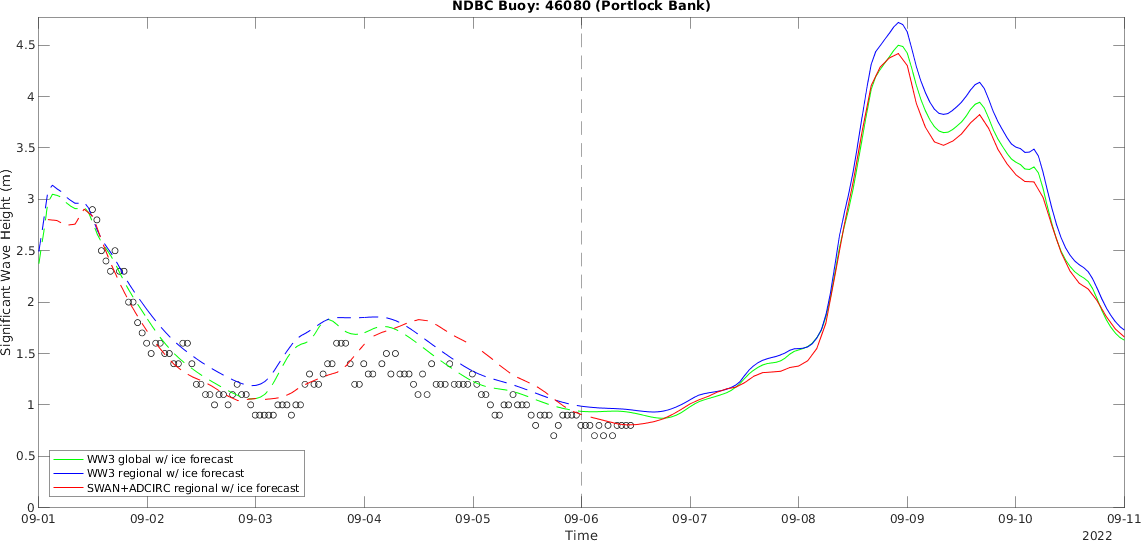 NDBC Buoy: 46080 (Portlock Bank)
4.5
4
3.5
3
2.5
2
1.5
1
0.5
0
Significant Wave Height (m)
WW3 global w/ ice forecast
WW3 regional w/ ice forecast
SWAN+ADCIRC regional w/ ice forecast
09-01 09-02 09-03 09-04 09-05 09-06 09-07 09-08 09-09 09-10 09-11
Time
2022